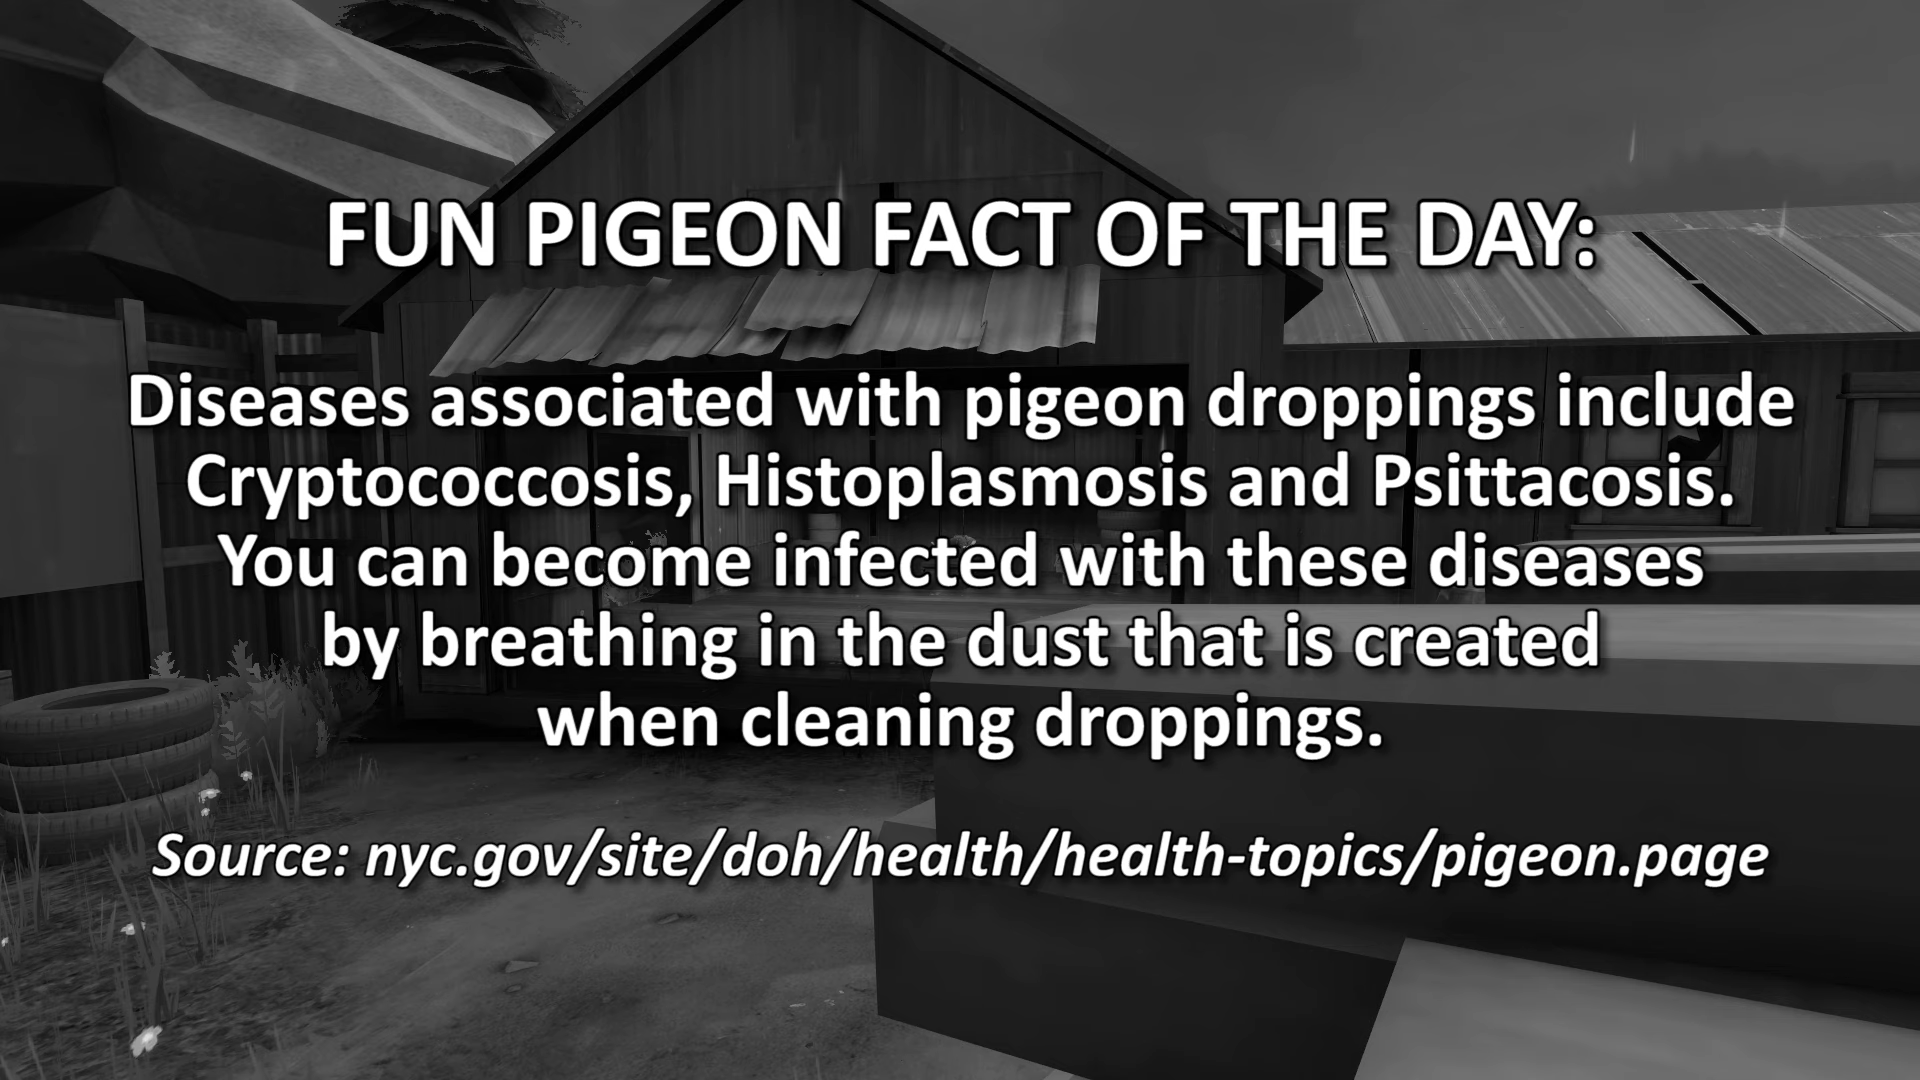 FUN PIGEON FACT OF THE DAY:
Diseases associated with pigeon droppings include
Cryptococcosis, Histoplasmosis and Psittacosis.
You can become infected with these diseases
by breathing in the dust that is created
when cleaning droppings.
Source: nyc.gov/site/doh/health/health-topics/pigeon.page